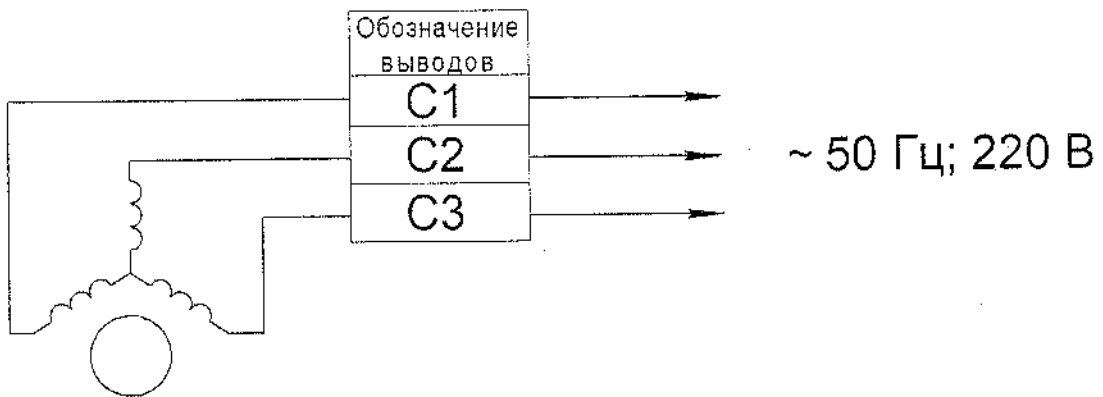 Обозначение
выводов
С1
С2
С3
~ 50 Гц; 220 В